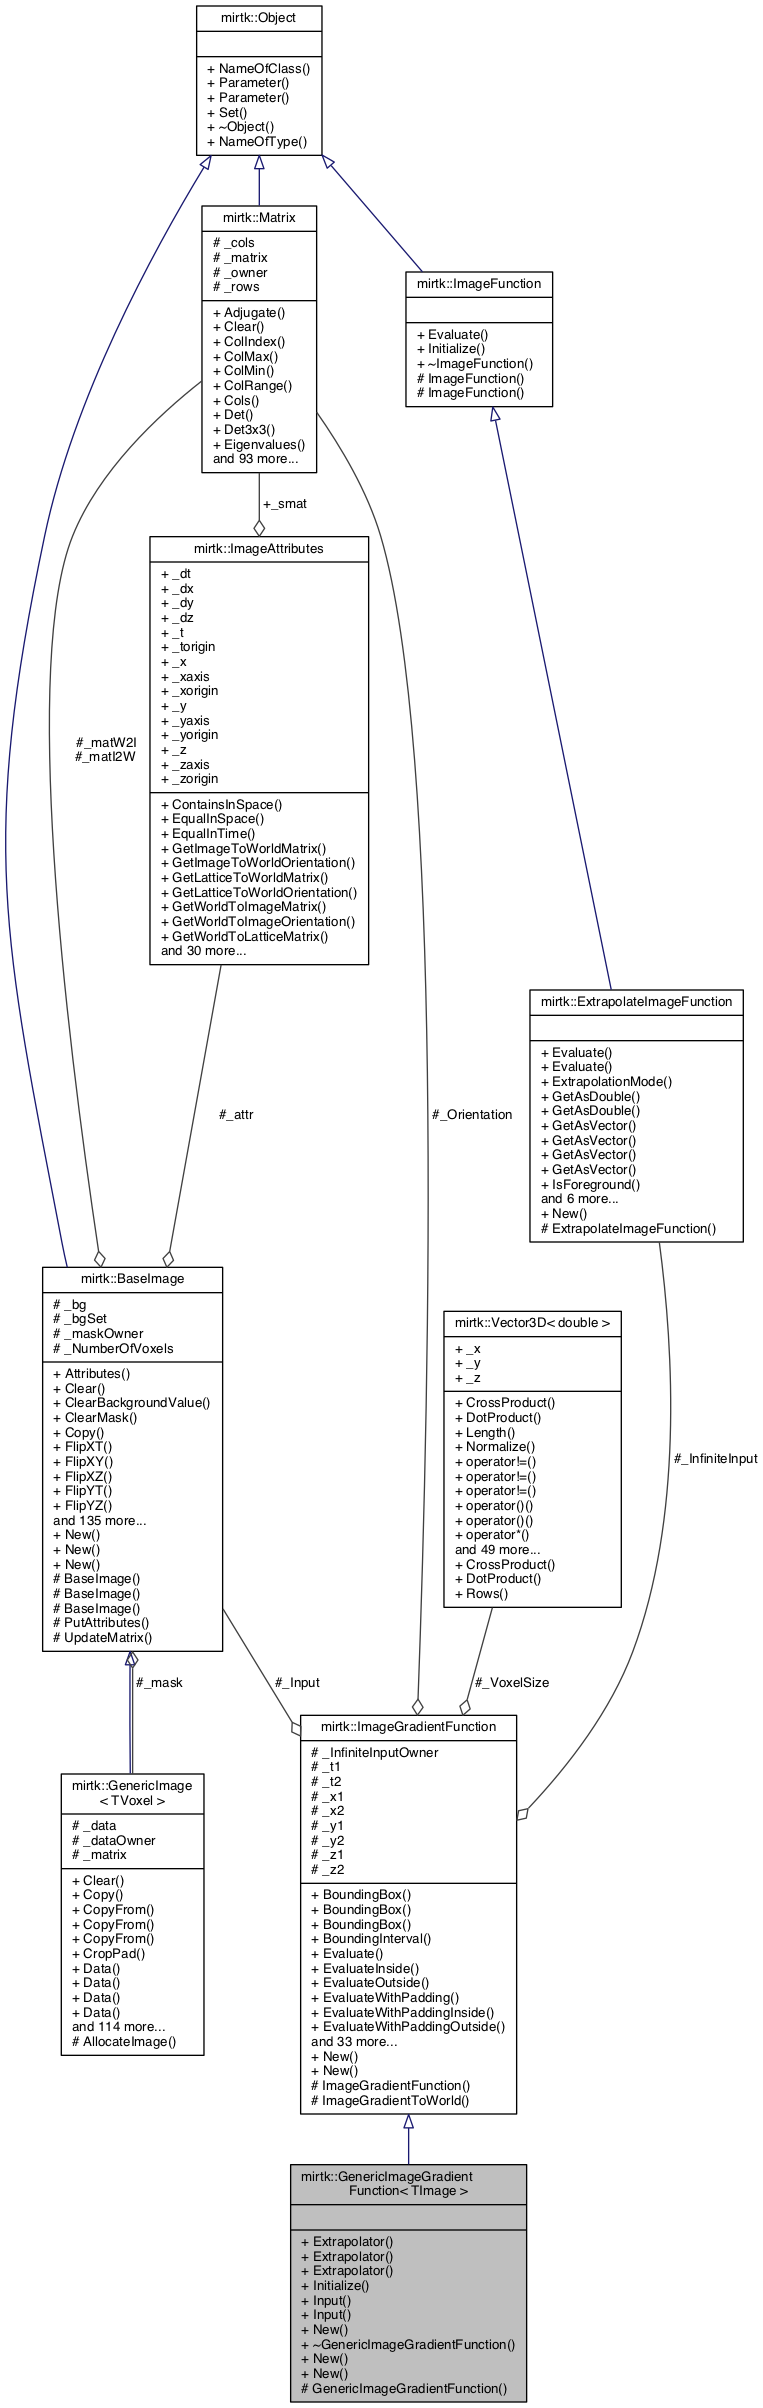 mirtk::Object
+ NameOfClass()
+ Parameter()
+ Parameter()
+ Set()
+ ~Object()
+ NameOfType()
mirtk::Matrix
# _cols
# _matrix
# _owner
# _rows
+ Adjugate()
+ Clear()
+ ColIndex()
+ ColMax()
+ ColMin()
+ ColRange()
+ Cols()
+ Det()
+ Det3x3()
+ Eigenvalues()
and 93 more...
mirtk::ImageFunction
+ Evaluate()
+ Initialize()
+ ~ImageFunction()
# ImageFunction()
# ImageFunction()
+_smat
mirtk::ImageAttributes
+ _dt
+ _dx
+ _dy
+ _dz
+ _t
+ _torigin
+ _x
+ _xaxis
+ _xorigin
+ _y
+ _yaxis
+ _yorigin
+ _z
+ _zaxis
+ _zorigin
+ ContainsInSpace()
+ EqualInSpace()
+ EqualInTime()
+ GetImageToWorldMatrix()
+ GetImageToWorldOrientation()
+ GetLatticeToWorldMatrix()
+ GetLatticeToWorldOrientation()
+ GetWorldToImageMatrix()
+ GetWorldToImageOrientation()
+ GetWorldToLatticeMatrix()
and 30 more...
#_matW2I
#_matI2W
#_attr
#_Orientation
mirtk::ExtrapolateImageFunction
+ Evaluate()
+ Evaluate()
+ ExtrapolationMode()
+ GetAsDouble()
+ GetAsDouble()
+ GetAsVector()
+ GetAsVector()
+ GetAsVector()
+ GetAsVector()
+ IsForeground()
and 6 more...
+ New()
# ExtrapolateImageFunction()
mirtk::BaseImage
# _bg
# _bgSet
# _maskOwner
# _NumberOfVoxels
+ Attributes()
+ Clear()
+ ClearBackgroundValue()
+ ClearMask()
+ Copy()
+ FlipXT()
+ FlipXY()
+ FlipXZ()
+ FlipYT()
+ FlipYZ()
and 135 more...
+ New()
+ New()
+ New()
# BaseImage()
# BaseImage()
# BaseImage()
# PutAttributes()
# UpdateMatrix()
mirtk::Vector3D< double >
+ _x
+ _y
+ _z
+ CrossProduct()
+ DotProduct()
+ Length()
+ Normalize()
+ operator!=()
+ operator!=()
+ operator!=()
+ operator()()
+ operator()()
+ operator*()
and 49 more...
+ CrossProduct()
+ DotProduct()
+ Rows()
#_InfiniteInput
#_mask
#_Input
#_VoxelSize
mirtk::GenericImage
< TVoxel >
# _data
# _dataOwner
# _matrix
+ Clear()
+ Copy()
+ CopyFrom()
+ CopyFrom()
+ CopyFrom()
+ CropPad()
+ Data()
+ Data()
+ Data()
+ Data()
and 114 more...
# AllocateImage()
mirtk::ImageGradientFunction
# _InfiniteInputOwner
# _t1
# _t2
# _x1
# _x2
# _y1
# _y2
# _z1
# _z2
+ BoundingBox()
+ BoundingBox()
+ BoundingBox()
+ BoundingInterval()
+ Evaluate()
+ EvaluateInside()
+ EvaluateOutside()
+ EvaluateWithPadding()
+ EvaluateWithPaddingInside()
+ EvaluateWithPaddingOutside()
and 33 more...
+ New()
+ New()
# ImageGradientFunction()
# ImageGradientToWorld()
mirtk::GenericImageGradient
Function< TImage >
+ Extrapolator()
+ Extrapolator()
+ Extrapolator()
+ Initialize()
+ Input()
+ Input()
+ New()
+ ~GenericImageGradientFunction()
+ New()
+ New()
# GenericImageGradientFunction()